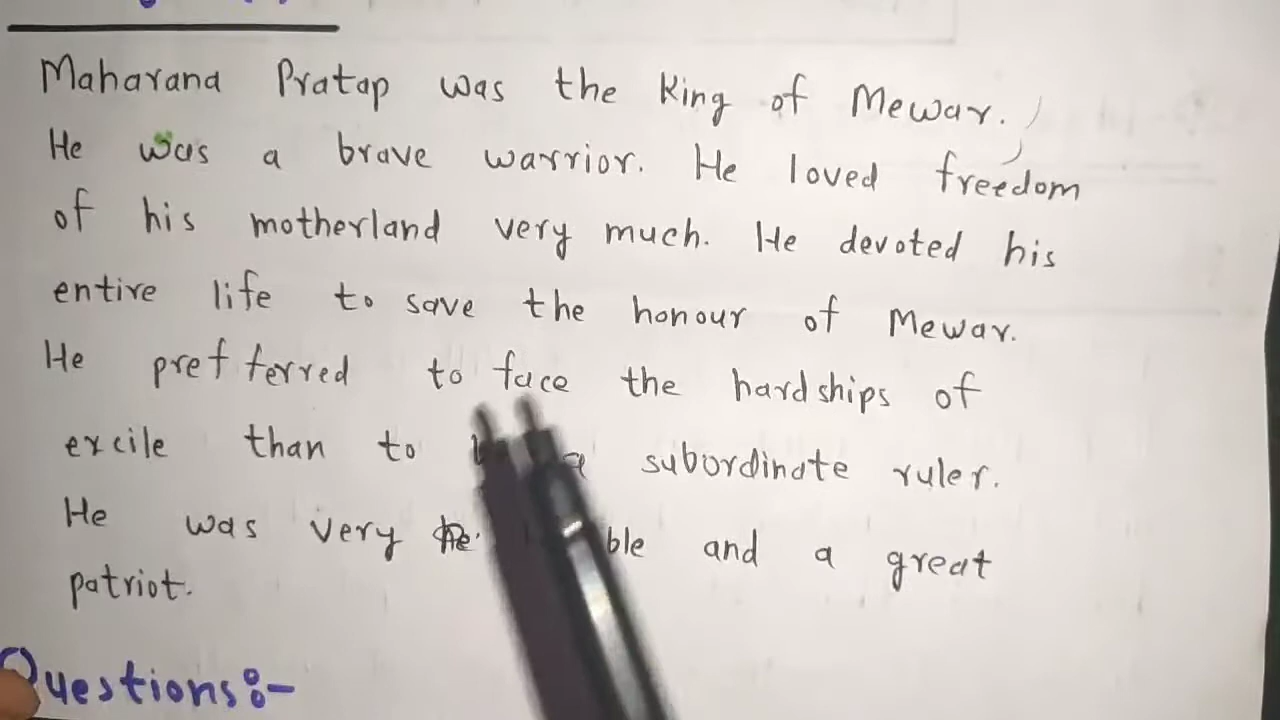 Maharana Pratap was the King of Mewar.
He was a brave warrior. He loved freedom
of his motherland very much. He devoted his
entire life to save the honour of Mewar.
He prefferred to face the hardships of
excile than to a subordinate ruler.
He was very and a great
patriot.
Questions:-